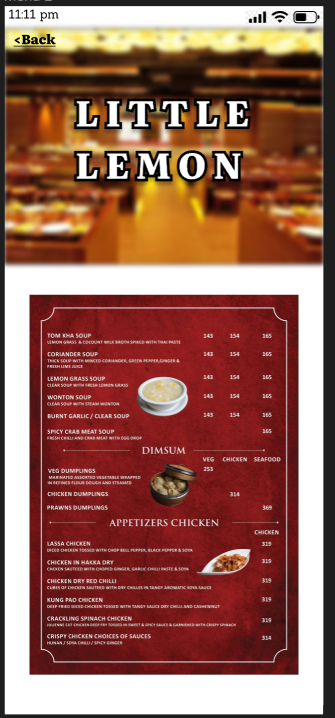 11:11 pm
<Back
LITTLE
LEMON
TOM KHA SOUP 143 154 165
LEMON GRASS & COCOUNT MILK BROTH SPICED WITH THAI PASTE
CORIANDER SOUP 143 154 165
THICK SOUP WITH MINCED CORIANDER, GREEN PEPPER,GINGER &
FRESH LIME JUICE
LEMON GRASS SOUP 143 154 165
CLEAR SOUP WITH FRESH LEMON GRASS
WONTON SOUP 143 154 165
CLEAR SOUP WITH STEAM WONTON
BURNT GARLIC / CLEAR SOUP 143 154 165
SPICY CRAB MEAT SOUP 165
FRESH CHILLI AND CRAB MEAT WITH EGG DROP
DIMSUM
VEG CHICKEN SEAFOOD
VEG DUMPLINGS 253
MARINATED ASSORTED VEGETABLE WRAPPED
IN REFINED FLOUR DOUGH AND STEAMED
CHICKEN DUMPLINGS 314
PRAWNS DUMPLINGS 369
APPETIZERS CHICKEN
CHICKEN
LASSA CHICKEN 319
DICED CHICKEN TOSSED WITH CHOP BELL PEPPER, BLACK PEPPER & SOYA
CHICKEN IN HAKKA DRY 319
CHICKEN SAUTEED WITH CHOPPED GINGER, GARLIC CHILLI PASTE & SOYA
CHICKEN DRY RED CHILLI 319
CUBES OF CHICKEN SAUTEED WITH DRY CHILLES IN TANGY AROMATIC SOYA SAUCE
KUNG PAO CHICKEN 319
DEEP FRIED DICED CHICKEN TOSSED WITH TANGY SAUCE DRY CHILLI AND CASHEWNUT
CRACKLING SPINACH CHICKEN 319
JULIENNE CUT CHICKEN DEEP FRY TOSSED IN SWEET & SPICY SAUCE & GARNISHED WITH CRISPY SPINACH
CRISPY CHICKEN CHOICES OF SAUCES 314
HUNAN / SOYA CHILLI / SPICY GINGER